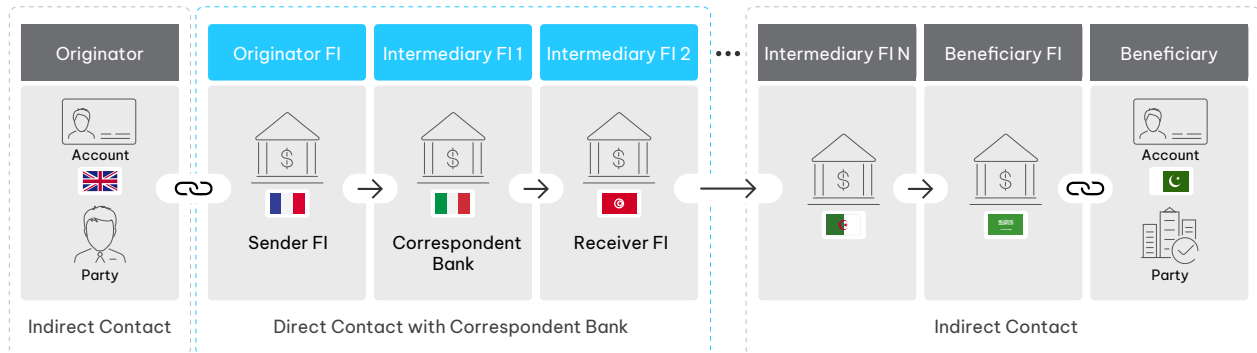 Originator
Originator FI
Intermediary FI 1
Intermediary FI 2
•••
Intermediary FI N
Beneficiary FI
Beneficiary
Account
Party
$
Sender FI
$
Correspondent
Bank
$
Receiver FI
$
$
Account
Party
Indirect Contact
Direct Contact with Correspondent Bank
Indirect Contact